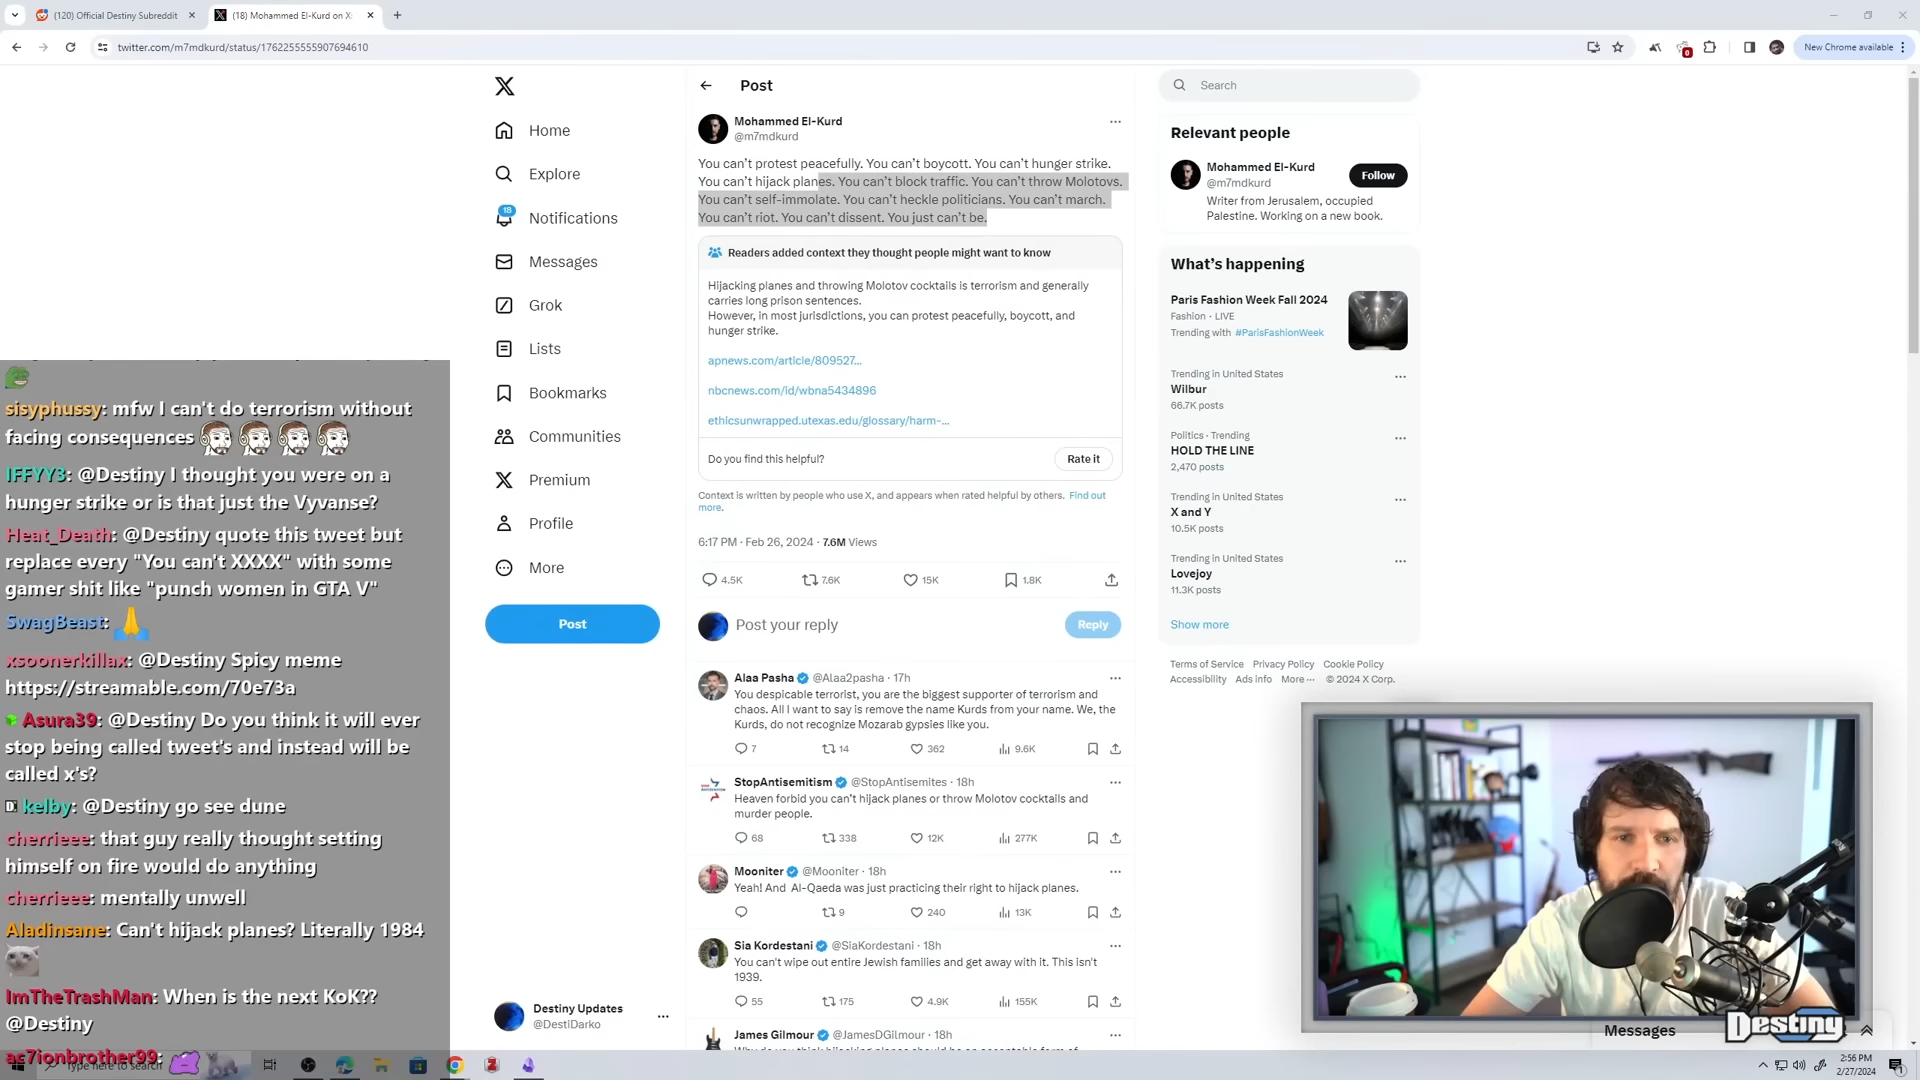 (120) Official Destiny Subreddit
(18) Mohammed El-Kurd on X
twitter.com/m7mdkurd/status/1762255555907694610
0
New Chrome available
Post
Mohammed El-Kurd
@m7mdkurd
You can't protest peacefully. You can't boycott. You can't hunger strike.
You can't hijack planes. You can't block traffic. You can't throw Molotovs.
You can't self-immolate. You can't heckle politicians. You can't march.
You can't riot. You can't dissent. You just can't be.
Readers added context they thought people might want to know
Hijacking planes and throwing Molotov cocktails is terrorism and generally
carries long prison sentences.
However, in most jurisdictions, you can protest peacefully, boycott, and
hunger strike.
apnews.com/article/809527…
nbcnews.com/id/wbna5434896
ethicsunwrapped.utexas.edu/glossary/harm-…
Do you find this helpful?
Rate it
Context is written by people who use X, and appears when rated helpful by others. Find out
more.
6:17 PM · Feb 26, 2024 · 7.6M Views
4.5K 7.6K 15K 1.8K
Post your reply
Reply
Alaa Pasha @Alaa2pasha · 17h
You despicable terrorist, you are the biggest supporter of terrorism and
chaos. All I want to say is remove the name Kurds from your name. We, the
Kurds, do not recognize Mozarab gypsies like you.
7 14 362 9.6K
StopAntisemitism @StopAntisemites · 18h
Heaven forbid you can't hijack planes or throw Molotov cocktails and
murder people.
68 338 12K 277K
Mooniter @Mooniter · 18h
Yeah! And Al-Qaeda was just practicing their right to hijack planes.
9 240 13K
Sia Kordestani @SiaKordestani · 18h
You can't wipe out entire Jewish families and get away with it. This isn't
1939.
55 175 4.9K 155K
James Gilmour @JamesDGilmour · 18h
Home
Explore
18
Notifications
Messages
Grok
Lists
Bookmarks
Communities
Premium
Profile
More
Post
Destiny Updates
@DestiDarko
Search
Relevant people
Mohammed El-Kurd
@m7mdkurd
Follow
Writer from Jerusalem, occupied
Palestine. Working on a new book.
What's happening
Paris Fashion Week Fall 2024
Fashion · LIVE
Trending with #ParisFashionWeek
Trending in United States
Wilbur
66.7K posts
Politics · Trending
HOLD THE LINE
2,470 posts
Trending in United States
X and Y
10.5K posts
Trending in United States
Lovejoy
11.3K posts
Show more
Terms of Service Privacy Policy Cookie Policy
Accessibility Ads info More ··· © 2024 X Corp.
sisyphussy: mfw I can't do terrorism without
facing consequences
IFFYY3: @Destiny I thought you were on a
hunger strike or is that just the Vyvanse?
Heat_Death: @Destiny quote this tweet but
replace every "You can't XXXX" with some
gamer shit like "punch women in GTA V"
SwagBeast:
xsoonerkillax: @Destiny Spicy meme
https://streamable.com/70e73a
Asura39: @Destiny Do you think it will ever
stop being called tweet's and instead will be
called x's?
kelby: @Destiny go see dune
cherrieee: that guy really thought setting
himself on fire would do anything
cherrieee: mentally unwell
Aladinsane: Can't hijack planes? Literally 1984
ImTheTrashMan: When is the next KoK??
@Destiny
ac7ionbrother99:
Type here to search
Messages
Destiny
2:56 PM
2/27/2024